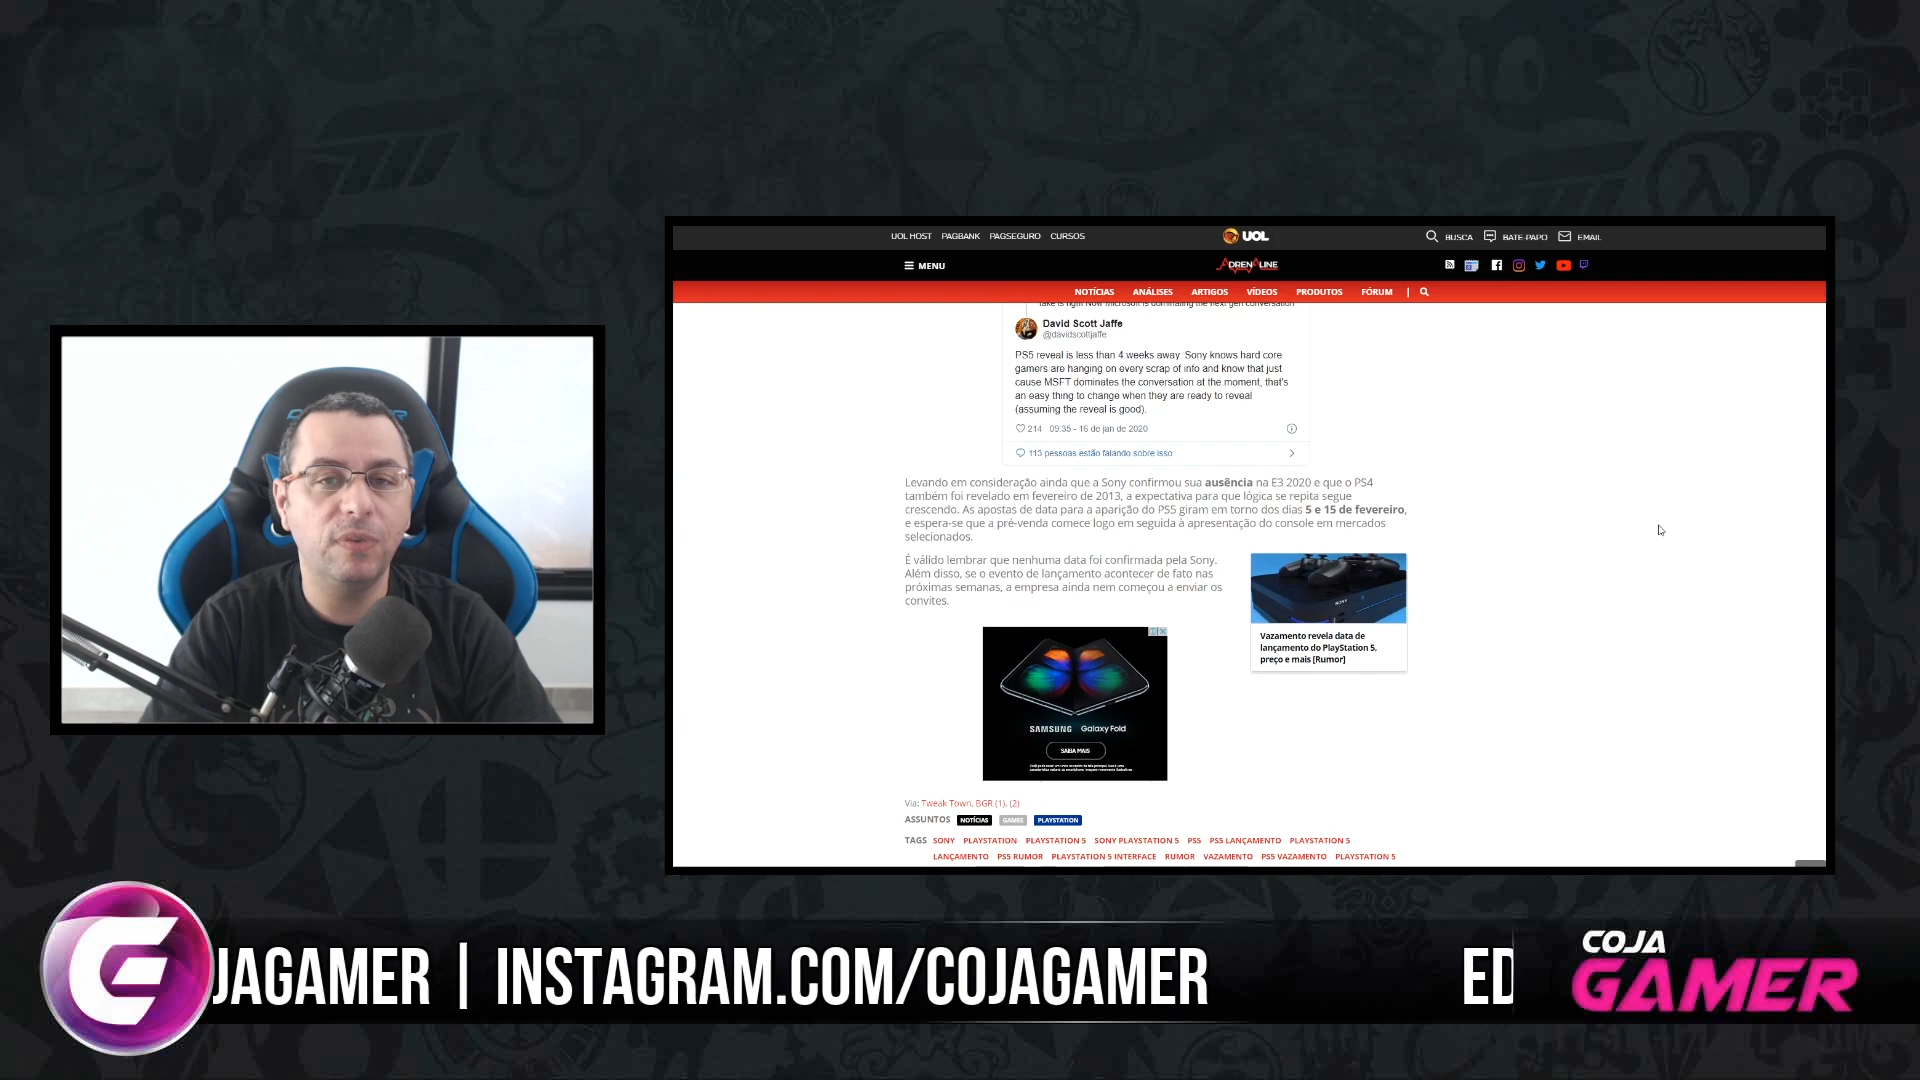 UOL HOST PAGBANK PAGSEGURO CURSOS
UOL
BUSCA BATE-PAPO EMAIL
MENU
ADRENALINE
NOTÍCIAS ANÁLISES ARTIGOS VÍDEOS PRODUTOS FÓRUM |
take is right Now Microsoft is dominating the next gen conversation
David Scott Jaffe
@davidscottjaffe
PS5 reveal is less than 4 weeks away. Sony knows hard core
gamers are hanging on every scrap of info and know that just
cause MSFT dominates the conversation at the moment, that's
an easy thing to change when they are ready to reveal
(assuming the reveal is good).
214 09:35 - 16 de jan de 2020
113 pessoas estão falando sobre isso
Levando em consideração ainda que a Sony confirmou sua ausência na E3 2020 e que o PS4
também foi revelado em fevereiro de 2013, a expectativa para que lógica se repita segue
crescendo. As apostas de data para a aparição do PS5 giram em torno dos dias 5 e 15 de fevereiro,
e espera-se que a pré-venda comece logo em seguida à apresentação do console em mercados
selecionados.
É válido lembrar que nenhuma data foi confirmada pela Sony.
Além disso, se o evento de lançamento acontecer de fato nas
próximas semanas, a empresa ainda nem começou a enviar os
convites.
SONY
Vazamento revela data de
lançamento do PlayStation 5,
preço e mais [Rumor]
SAMSUNG Galaxy Fold
SAIBA MAIS
Via: Tweak Town, BGR (1), (2)
ASSUNTOS NOTÍCIAS GAMES PLAYSTATION
TAGS SONY PLAYSTATION PLAYSTATION 5 SONY PLAYSTATION 5 PS5 PS5 LANÇAMENTO PLAYSTATION 5
LANÇAMENTO PS5 RUMOR PLAYSTATION 5 INTERFACE RUMOR VAZAMENTO PS5 VAZAMENTO PLAYSTATION 5
JAGAMER | INSTAGRAM.COM/COJAGAMER ED
COJA
GAMER